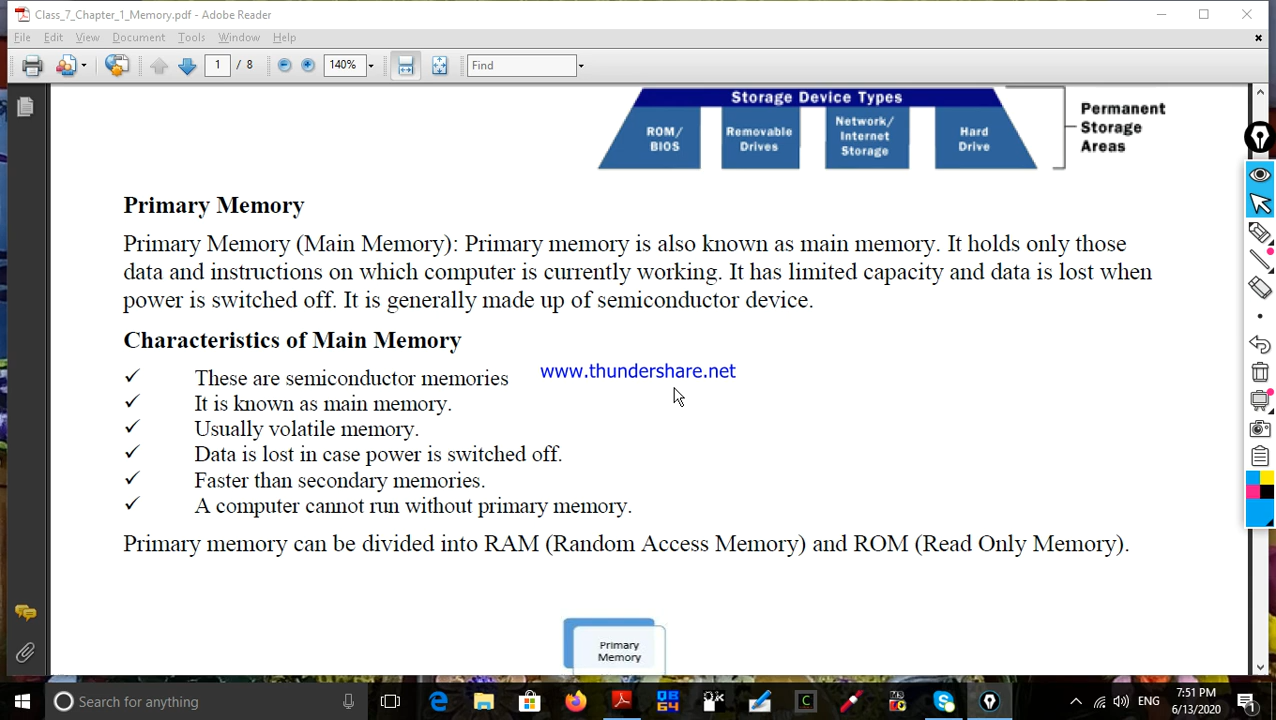 Class_7_Chapter_1_Memory.pdf - Adobe Reader
File Edit View Document Tools Window Help
1 / 8 140% Find
Storage Device Types
ROM/
BIOS
Removable
Drives
Network/
Internet
Storage
Hard
Drive
Permanent
Storage
Areas
Primary Memory
Primary Memory (Main Memory): Primary memory is also known as main memory. It holds only those
data and instructions on which computer is currently working. It has limited capacity and data is lost when
power is switched off. It is generally made up of semiconductor device.
Characteristics of Main Memory
✓ These are semiconductor memories
www.thundershare.net
✓ It is known as main memory.
✓ Usually volatile memory.
✓ Data is lost in case power is switched off.
✓ Faster than secondary memories.
✓ A computer cannot run without primary memory.
Primary memory can be divided into RAM (Random Access Memory) and ROM (Read Only Memory).
Primary
Memory
Search for anything
ENG
7:51 PM
6/13/2020
1